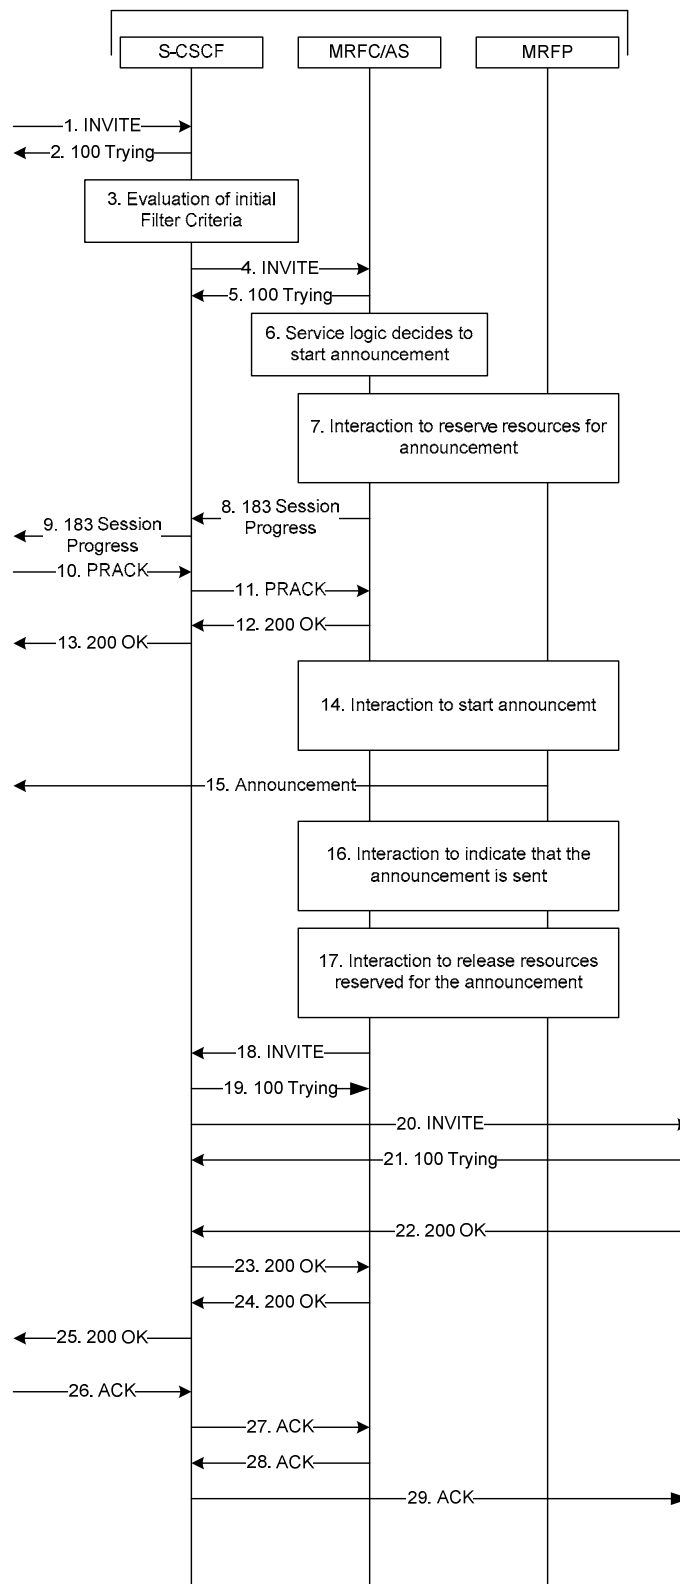 S-CSCF
MRFC/AS
MRFP
1. INVITE
2. 100 Trying
3. Evaluation of initial
Filter Criteria
4. INVITE
5. 100 Trying
6. Service logic decides to
start announcement
7. Interaction to reserve resources for
announcement
8. 183 Session
Progress
9. 183 Session
Progress
10. PRACK
11. PRACK
12. 200 OK
13. 200 OK
14. Interaction to start announcemt
15. Announcement
16. Interaction to indicate that the
announcement is sent
17. Interaction to release resources
reserved for the announcement
18. INVITE
19. 100 Trying
20. INVITE
21. 100 Trying
22. 200 OK
23. 200 OK
24. 200 OK
25. 200 OK
26. ACK
27. ACK
28. ACK
29. ACK